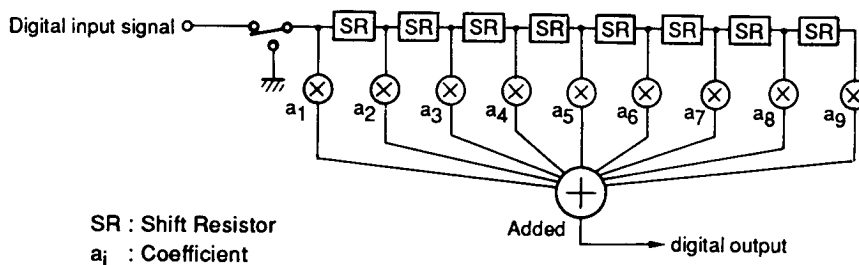 Digital input signal
SR SR SR SR SR SR SR SR
a1 a2 a3 a4 a5 a6 a7 a8 a9
Added
SR : Shift Resistor
digital output
ai : Coefficient